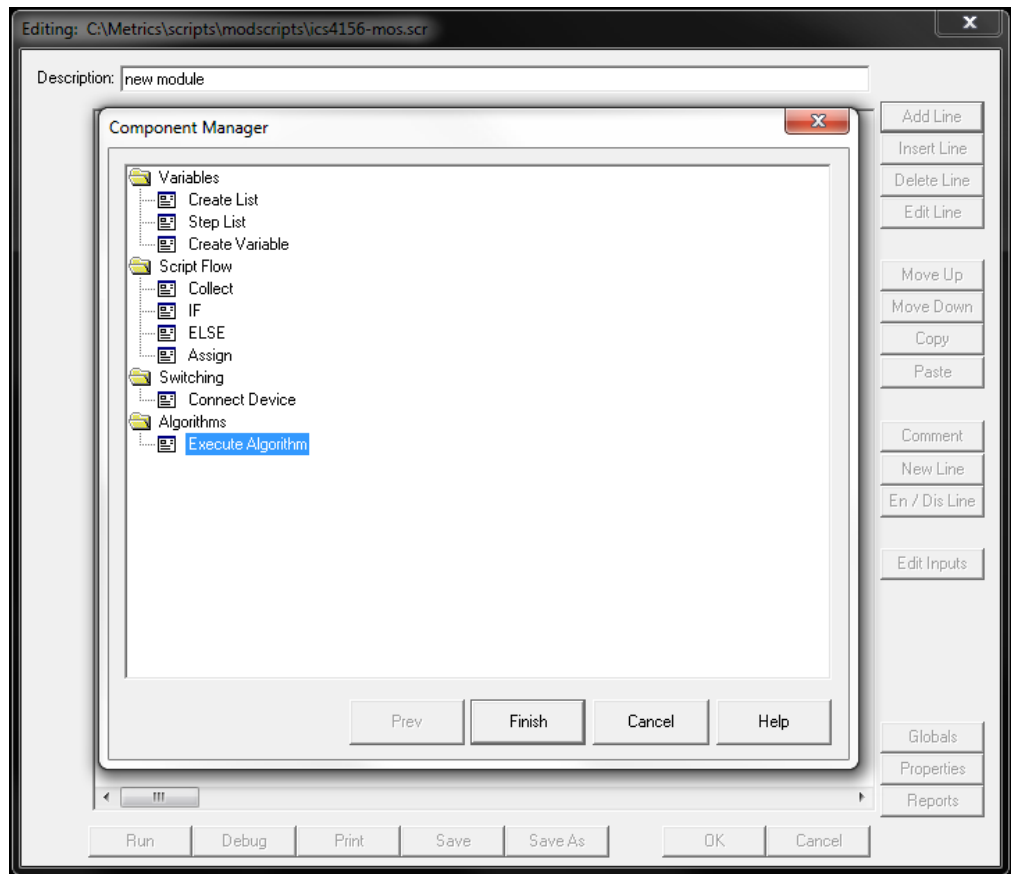 Editing: C:\Metrics\scripts\modscripts\ics4156-mos.scr
Description: new module
Component Manager
Variables
Create List
Step List
Create Variable
Script Flow
Collect
IF
ELSE
Assign
Switching
Connect Device
Algorithms
Execute Algorithm
Prev Finish Cancel Help
Add Line
Insert Line
Delete Line
Edit Line
Move Up
Move Down
Copy
Paste
Comment
New Line
En / Dis Line
Edit Inputs
Globals
Properties
Reports
Run Debug Print Save Save As OK Cancel